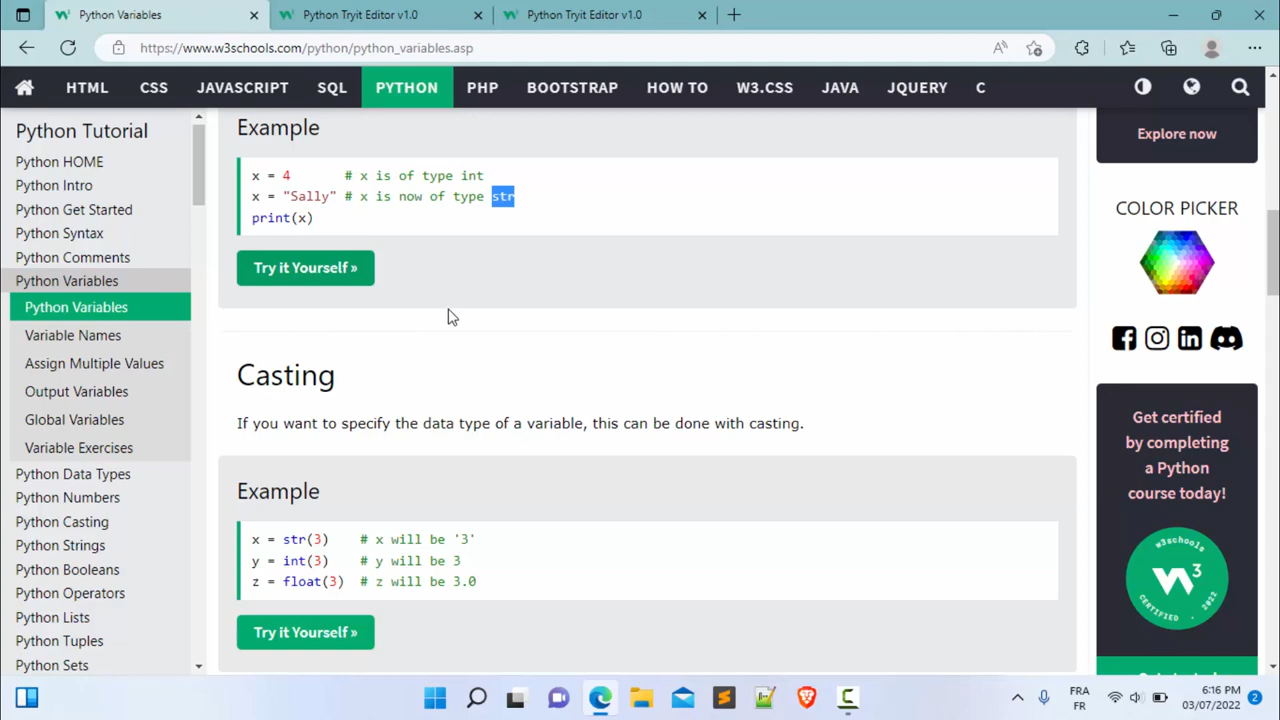 Python Variables
Python Tryit Editor v1.0
Python Tryit Editor v1.0
https://www.w3schools.com/python/python_variables.asp
HTML CSS JAVASCRIPT SQL PYTHON PHP BOOTSTRAP HOW TO W3.CSS JAVA JQUERY C
Python Tutorial
Python HOME
Python Intro
Python Get Started
Python Syntax
Python Comments
Python Variables
Python Variables
Variable Names
Assign Multiple Values
Output Variables
Global Variables
Variable Exercises
Python Data Types
Python Numbers
Python Casting
Python Strings
Python Booleans
Python Operators
Python Lists
Python Tuples
Python Sets
Example
x = 4 # x is of type int
x = "Sally" # x is now of type str
print(x)
Try it Yourself »
Casting
If you want to specify the data type of a variable, this can be done with casting.
Example
x = str(3) # x will be '3'
y = int(3) # y will be 3
z = float(3) # z will be 3.0
Try it Yourself »
Explore now
COLOR PICKER
Get certified
by completing
a Python
course today!
w3schools
W3
CERTIFIED . 2022
FRA
FR
6:16 PM
03/07/2022
2